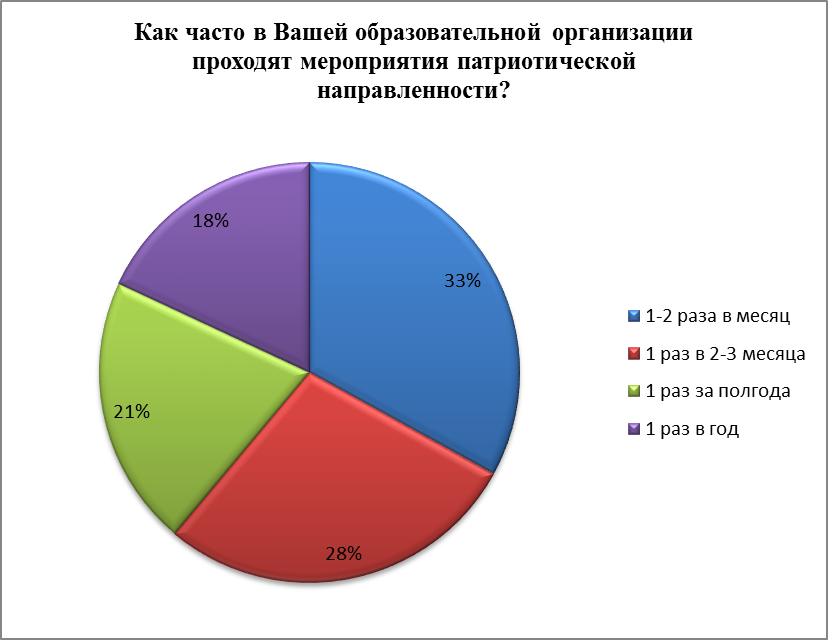 Как часто в Вашей образовательной организации
проходят мероприятия патриотической
направленности?
18%
33%
21%
28%
1-2 раза в месяц
1 раз в 2-3 месяца
1 раз за полгода
1 раз в год